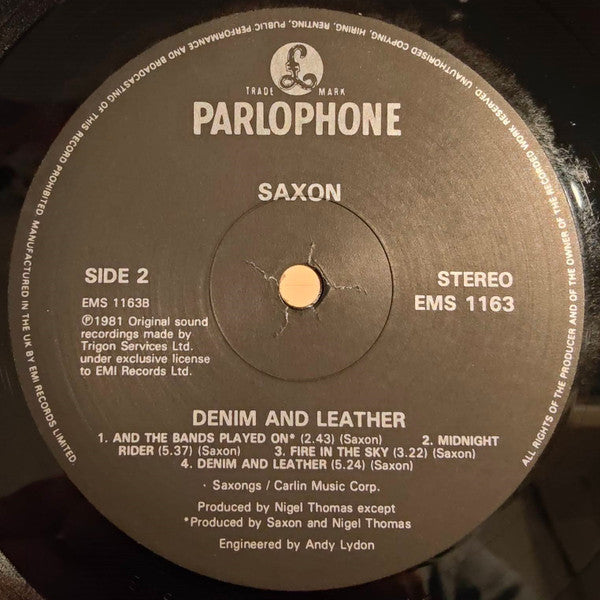 UNAUTHORISED COPYING, HIRING, RENTING, PUBLIC PERFORMANCE AND BROADCASTING OF THIS RECORD PROHIBITED MANUFACTURED IN THE UK BY EMI RECORDS LIMITED.
ALL RIGHTS OF THE PRODUCER AND OF THE OWNER OF THE RECORDED WORK RESERVED
£
TRADE MARK
PARLOPHONE
SAXON
SIDE 2
STEREO
EMS 1163B
EMS 1163
℗1981 Original sound
recordings made by
Trigon Services Ltd.
under exclusive license
to EMI Records Ltd.
DENIM AND LEATHER
1. AND THE BANDS PLAYED ON* (2.43) (Saxon) 2. MIDNIGHT
RIDER (5.37) (Saxon) 3. FIRE IN THE SKY (3.22) (Saxon)
4. DENIM AND LEATHER (5.24) (Saxon)
· Saxongs / Carlin Music Corp.
Produced by Nigel Thomas except
*Produced by Saxon and Nigel Thomas
Engineered by Andy Lydon